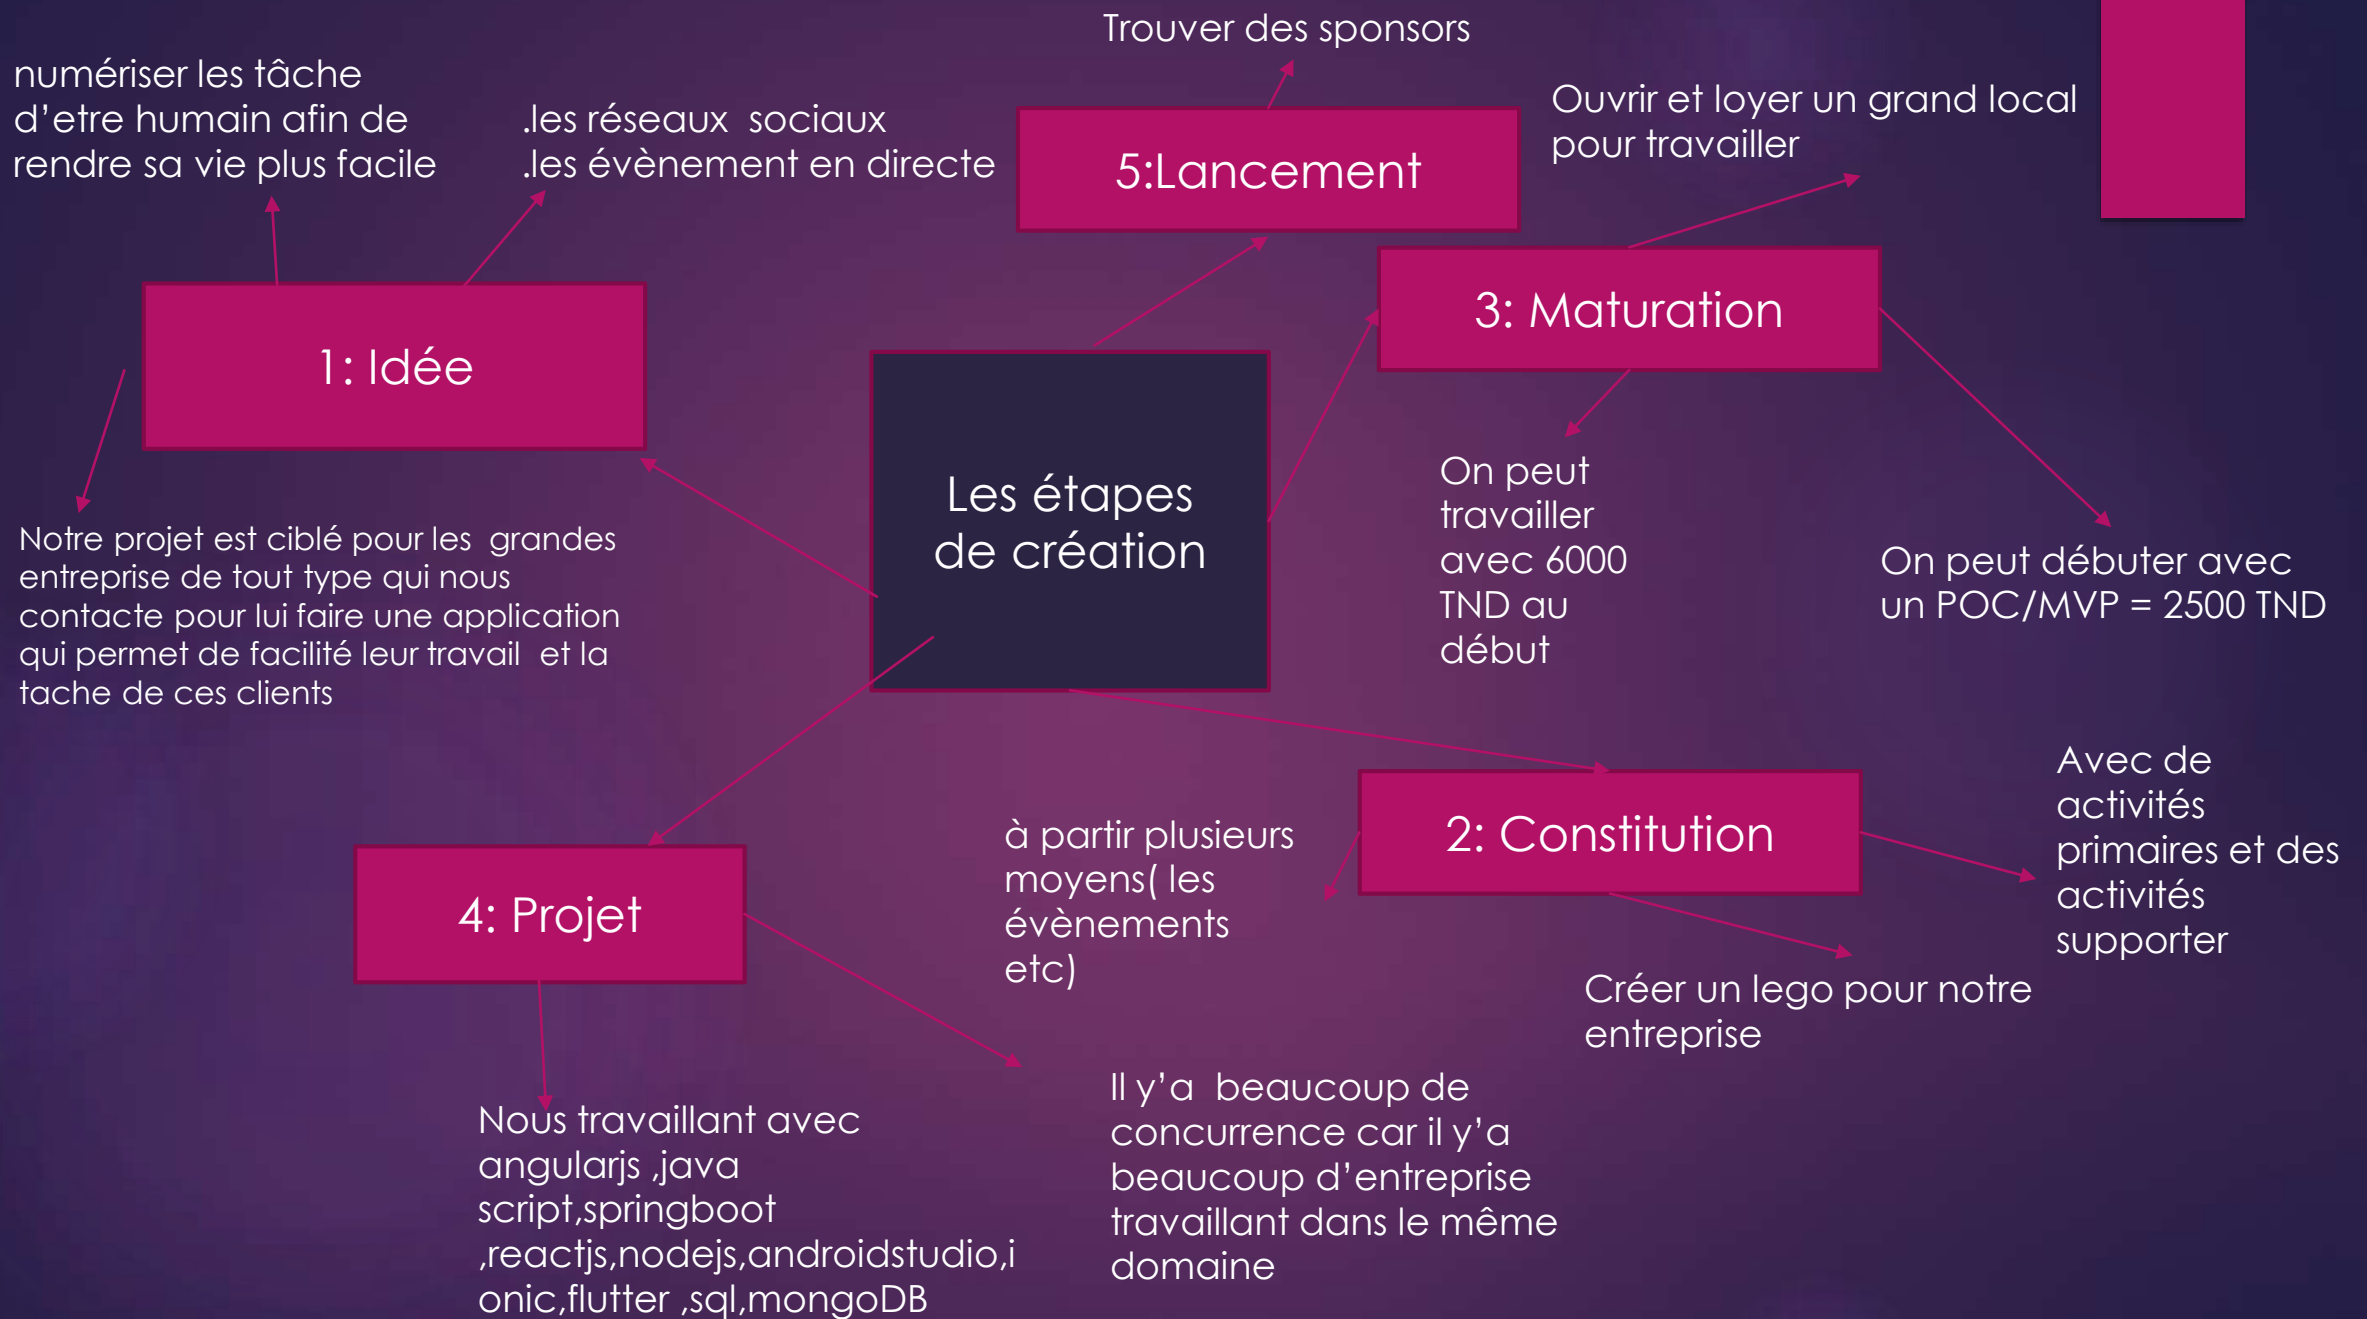 Trouver des sponsors
numériser les tâche
d’etre humain afin de
rendre sa vie plus facile
.les réseaux  sociaux
.les évènement en directe
5:Lancement
Ouvrir et loyer un grand local
pour travailler
1: Idée
3: Maturation
Les étapes
de création
Notre projet est ciblé pour les  grandes
entreprise de tout type qui nous
contacte pour lui faire une application
qui permet de facilité leur travail  et la
tache de ces clients
On peut
travailler
avec 6000
TND au
début
On peut débuter avec
un POC/MVP = 2500 TND
4: Projet
à partir plusieurs
moyens( les
évènements
etc)
2: Constitution
Avec de
activités
primaires et des
activités
supporter
Créer un lego pour notre
entreprise
Nous travaillant avec
angularjs ,java
script,springboot
,reactjs,nodejs,androidstudio,i
onic,flutter ,sql,mongoDB
Il y’a  beaucoup de
concurrence car il y’a
beaucoup d’entreprise
travaillant dans le même
domaine